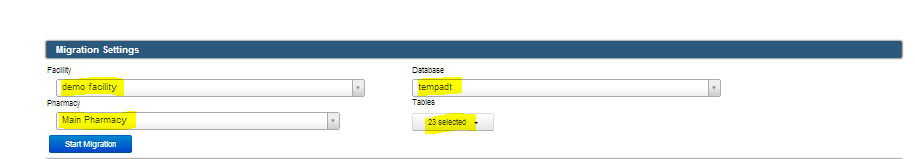 Migration Settings
Facility
demo facility
Database
tempadt
Pharmacy
Main Pharmacy
Tables
23 selected
Start Migration